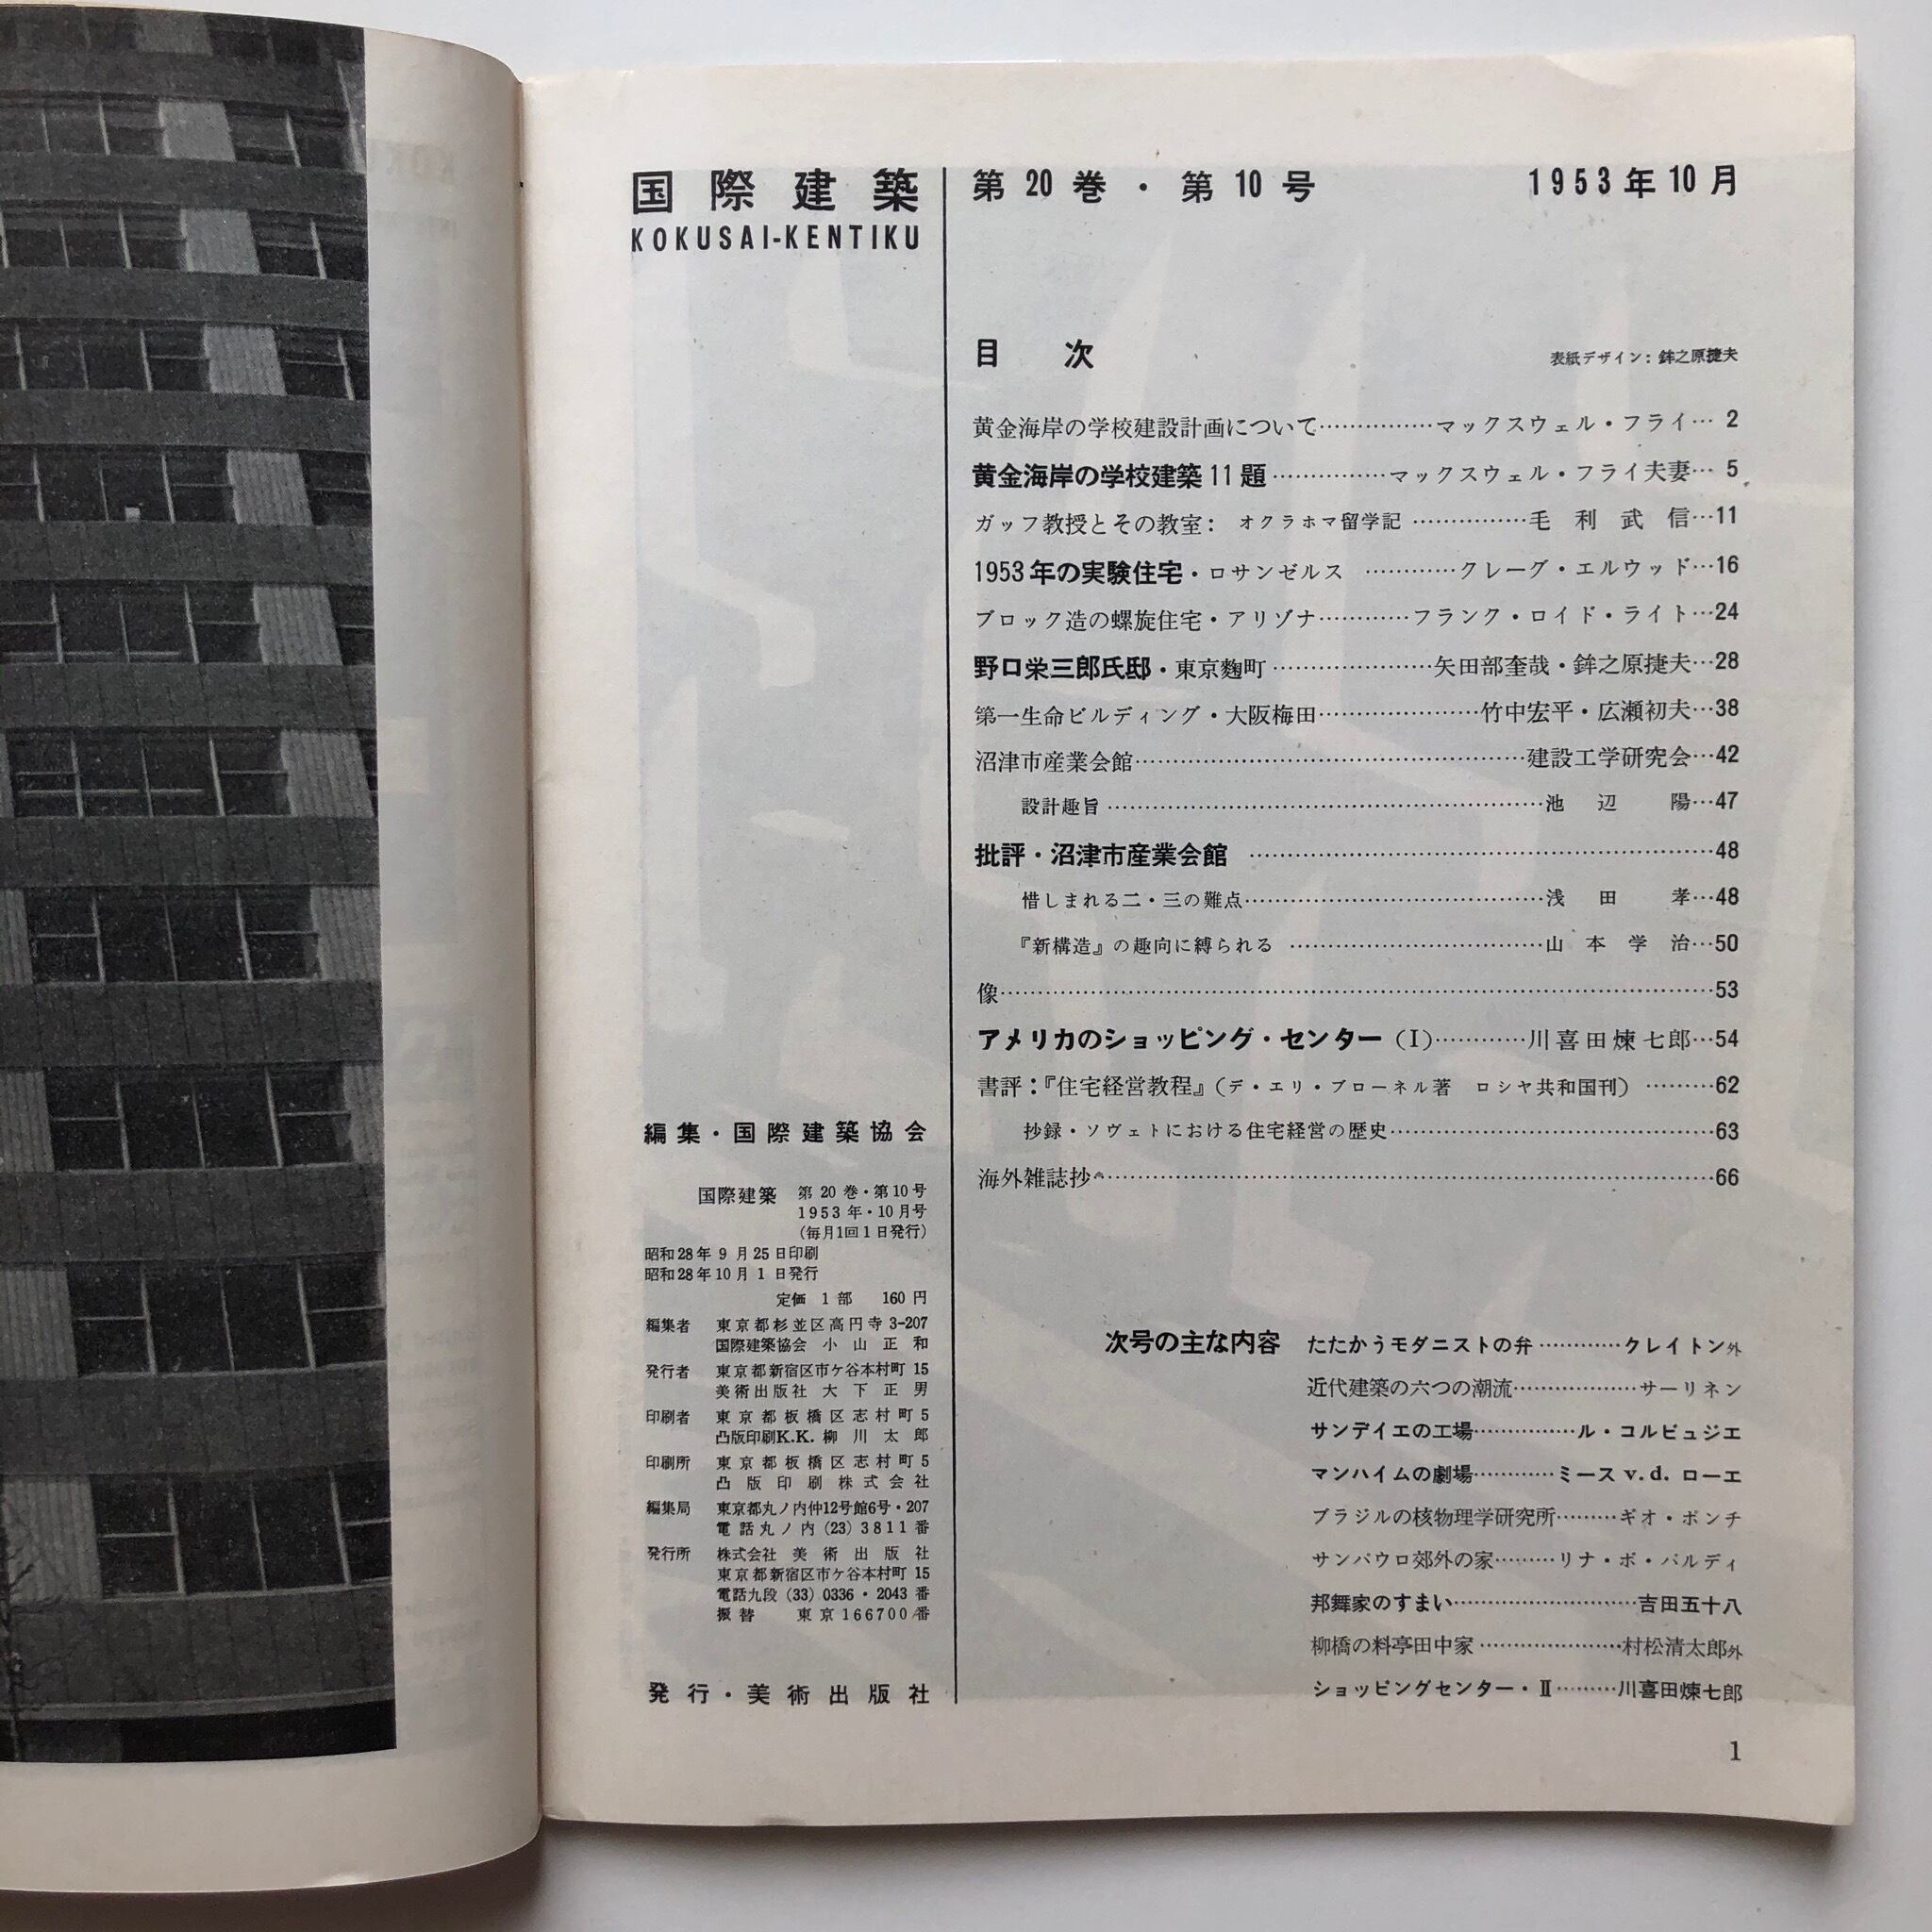 国際建築
KOKUSAI-KENTIKU
第20巻・第10号
1953年10月
目次
表紙デザイン：鉾之原捷夫
黄金海岸の学校建設計画について……………マックスウェル・フライ… 2
黄金海岸の学校建築11題……………マックスウェル・フライ夫妻… 5
ガッフ教授とその教室： オクラホマ留学記……………毛利武信…11
1953年の実験住宅・ロサンゼルス …………クレーグ・エルウッド…16
ブロック造の螺旋住宅・アリゾナ…………フランク・ロイド・ライト…24
野口栄三郎氏邸・東京麴町…………………矢田部奎哉・鉾之原捷夫…28
第一生命ビルディング・大阪梅田…………………竹中宏平・広瀬初夫…38
沼津市産業会館……………………………………………建設工学研究会…42
設計趣旨……………………………………………………池辺陽…47
批評・沼津市産業会館 ………………………………………………………48
惜しまれる二・三の難点……………………………………浅田孝…48
『新構造』の趣向に縛られる ………………………………山本学治…50
像……………………………………………………………………………………53
アメリカのショッピング・センター（I）…………川喜田煉七郎…54
書評：『住宅経営教程』（デ・エリ・ブローネル著 ロシヤ共和国刊） ………62
抄録・ソヴェトにおける住宅経営の歴史………………………………………63
海外雑誌抄…………………………………………………………………………66
編集・国際建築協会
国際建築 第20巻・第10号
1953年・10月号
（毎月1回1日発行）
昭和28年9月25日印刷
昭和28年10月1日発行
定価 1部 160円
編集者 東京都杉並区高円寺3-207
国際建築協会 小山正和
発行者 東京都新宿区市ケ谷本村町15
美術出版社 大下正男
印刷者 東京都板橋区志村町5
凸版印刷K.K. 柳川太郎
印刷所 東京都板橋区志村町5
凸版印刷株式会社
編集局 東京都丸ノ内仲12号館6号・207
電話丸ノ内（23）3811番
発行所 株式会社 美術出版社
東京都新宿区市ケ谷本村町15
電話九段（33）0336・2043番
振替 東京166700番
発行・美術出版社
次号の主な内容
たたかうモダニストの弁…………クレイトン外
近代建築の六つの潮流………………サーリネン
サンデイエの工場……………ル・コルビュジエ
マンハイムの劇場…………ミースv.d.ローエ
ブラジルの核物理学研究所………ギオ・ポンチ
サンパウロ郊外の家………リナ・ボ・バルディ
邦舞家のすまい………………………吉田五十八
柳橋の料亭田中家…………………村松清太郎外
ショッピングセンター・Ⅱ………川喜田煉七郎
1